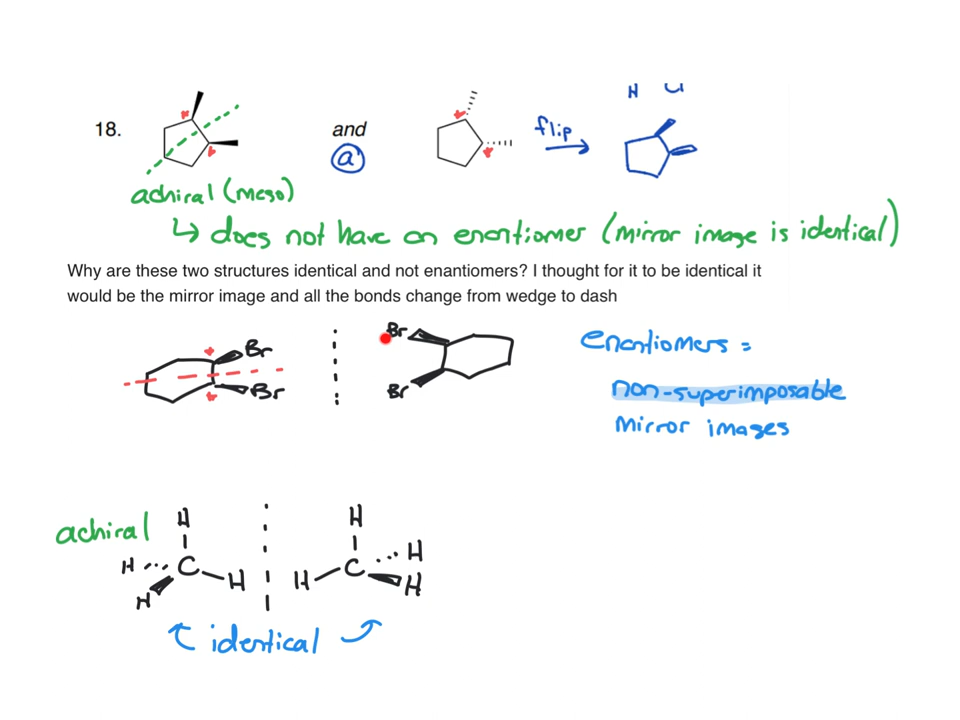 H Cl
18. and flip
a
achiral (meso)
↳ does not have an enantiomer (mirror image is identical)
Why are these two structures identical and not enantiomers? I thought for it to be identical it
would be the mirror image and all the bonds change from wedge to dash
Br Br enantiomers =
Br Br non-superimposable
mirror images
achiral H H
H C H H C H
H H
identical